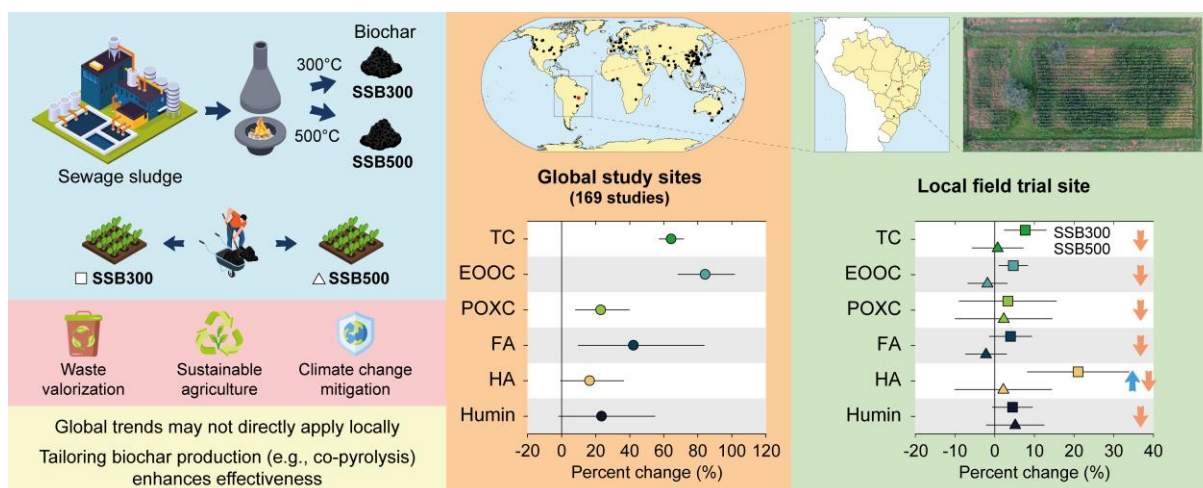 Biochar
300°C
SSB300
500°C
SSB500
Sewage sludge
SSB300
SSB500
Waste
valorization
Sustainable
agriculture
Climate change
mitigation
Global trends may not directly apply locally
Tailoring biochar production (e.g., co-pyrolysis)
enhances effectiveness
Global study sites
(169 studies)
TC
EOOC
POXC
FA
HA
Humin
0 20 40 60 80 100 120
Percent change (%)
Local field trial site
TC
EOOC
POXC
FA
HA
Humin
SSB300
SSB500
-20 -10 0 10 20 30 40
Percent change (%)